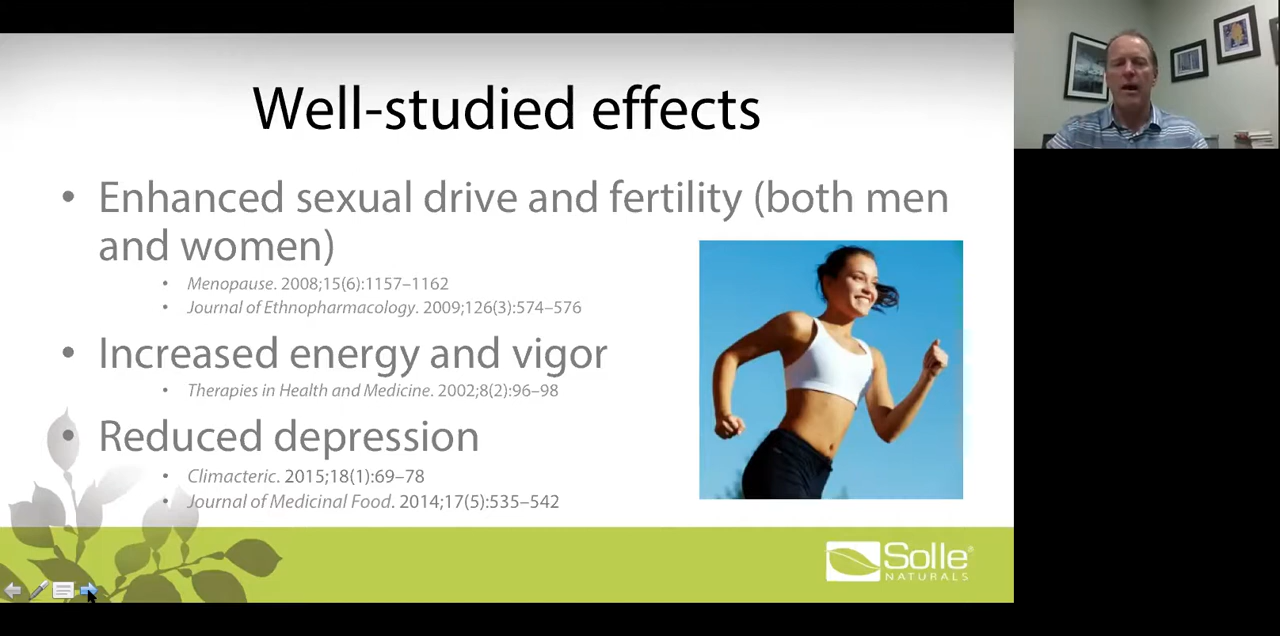 Well-studied effects
• Enhanced sexual drive and fertility (both men
and women)
• Menopause. 2008;15(6):1157–1162
• Journal of Ethnopharmacology. 2009;126(3):574–576
• Increased energy and vigor
• Therapies in Health and Medicine. 2002;8(2):96–98
• Reduced depression
• Climacteric. 2015;18(1):69–78
• Journal of Medicinal Food. 2014;17(5):535–542
Solle®
NATURALS